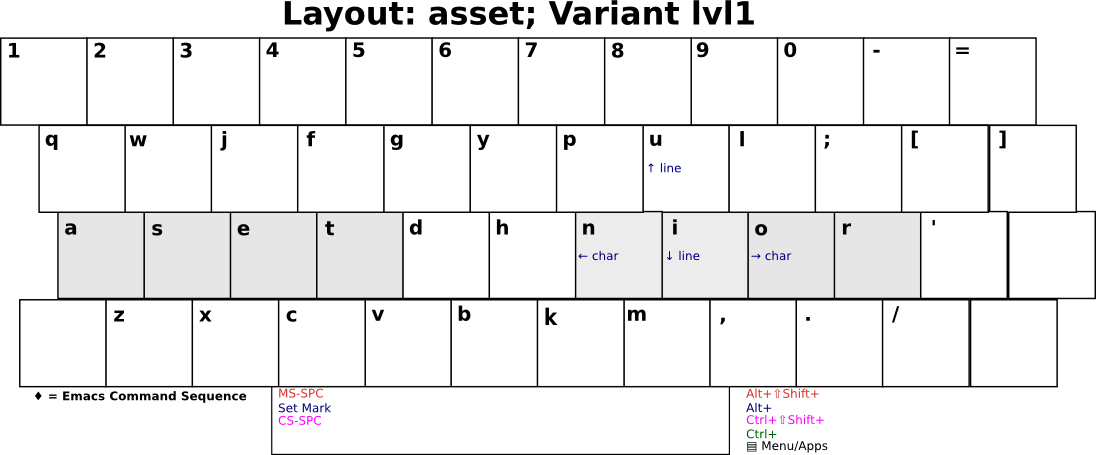 Layout: asset; Variant lvl1
1 2 3 4 5 6 7 8 9 0 - =
q w j f g y p u l ; [ ]
↑ line
a s e t d h n i o r '
← char ↓ line → char
z x c v b k m , . /
♦ = Emacs Command Sequence
MS-SPC
Set Mark
CS-SPC
Alt+⇧Shift+
Alt+
Ctrl+⇧Shift+
Ctrl+
▤ Menu/Apps